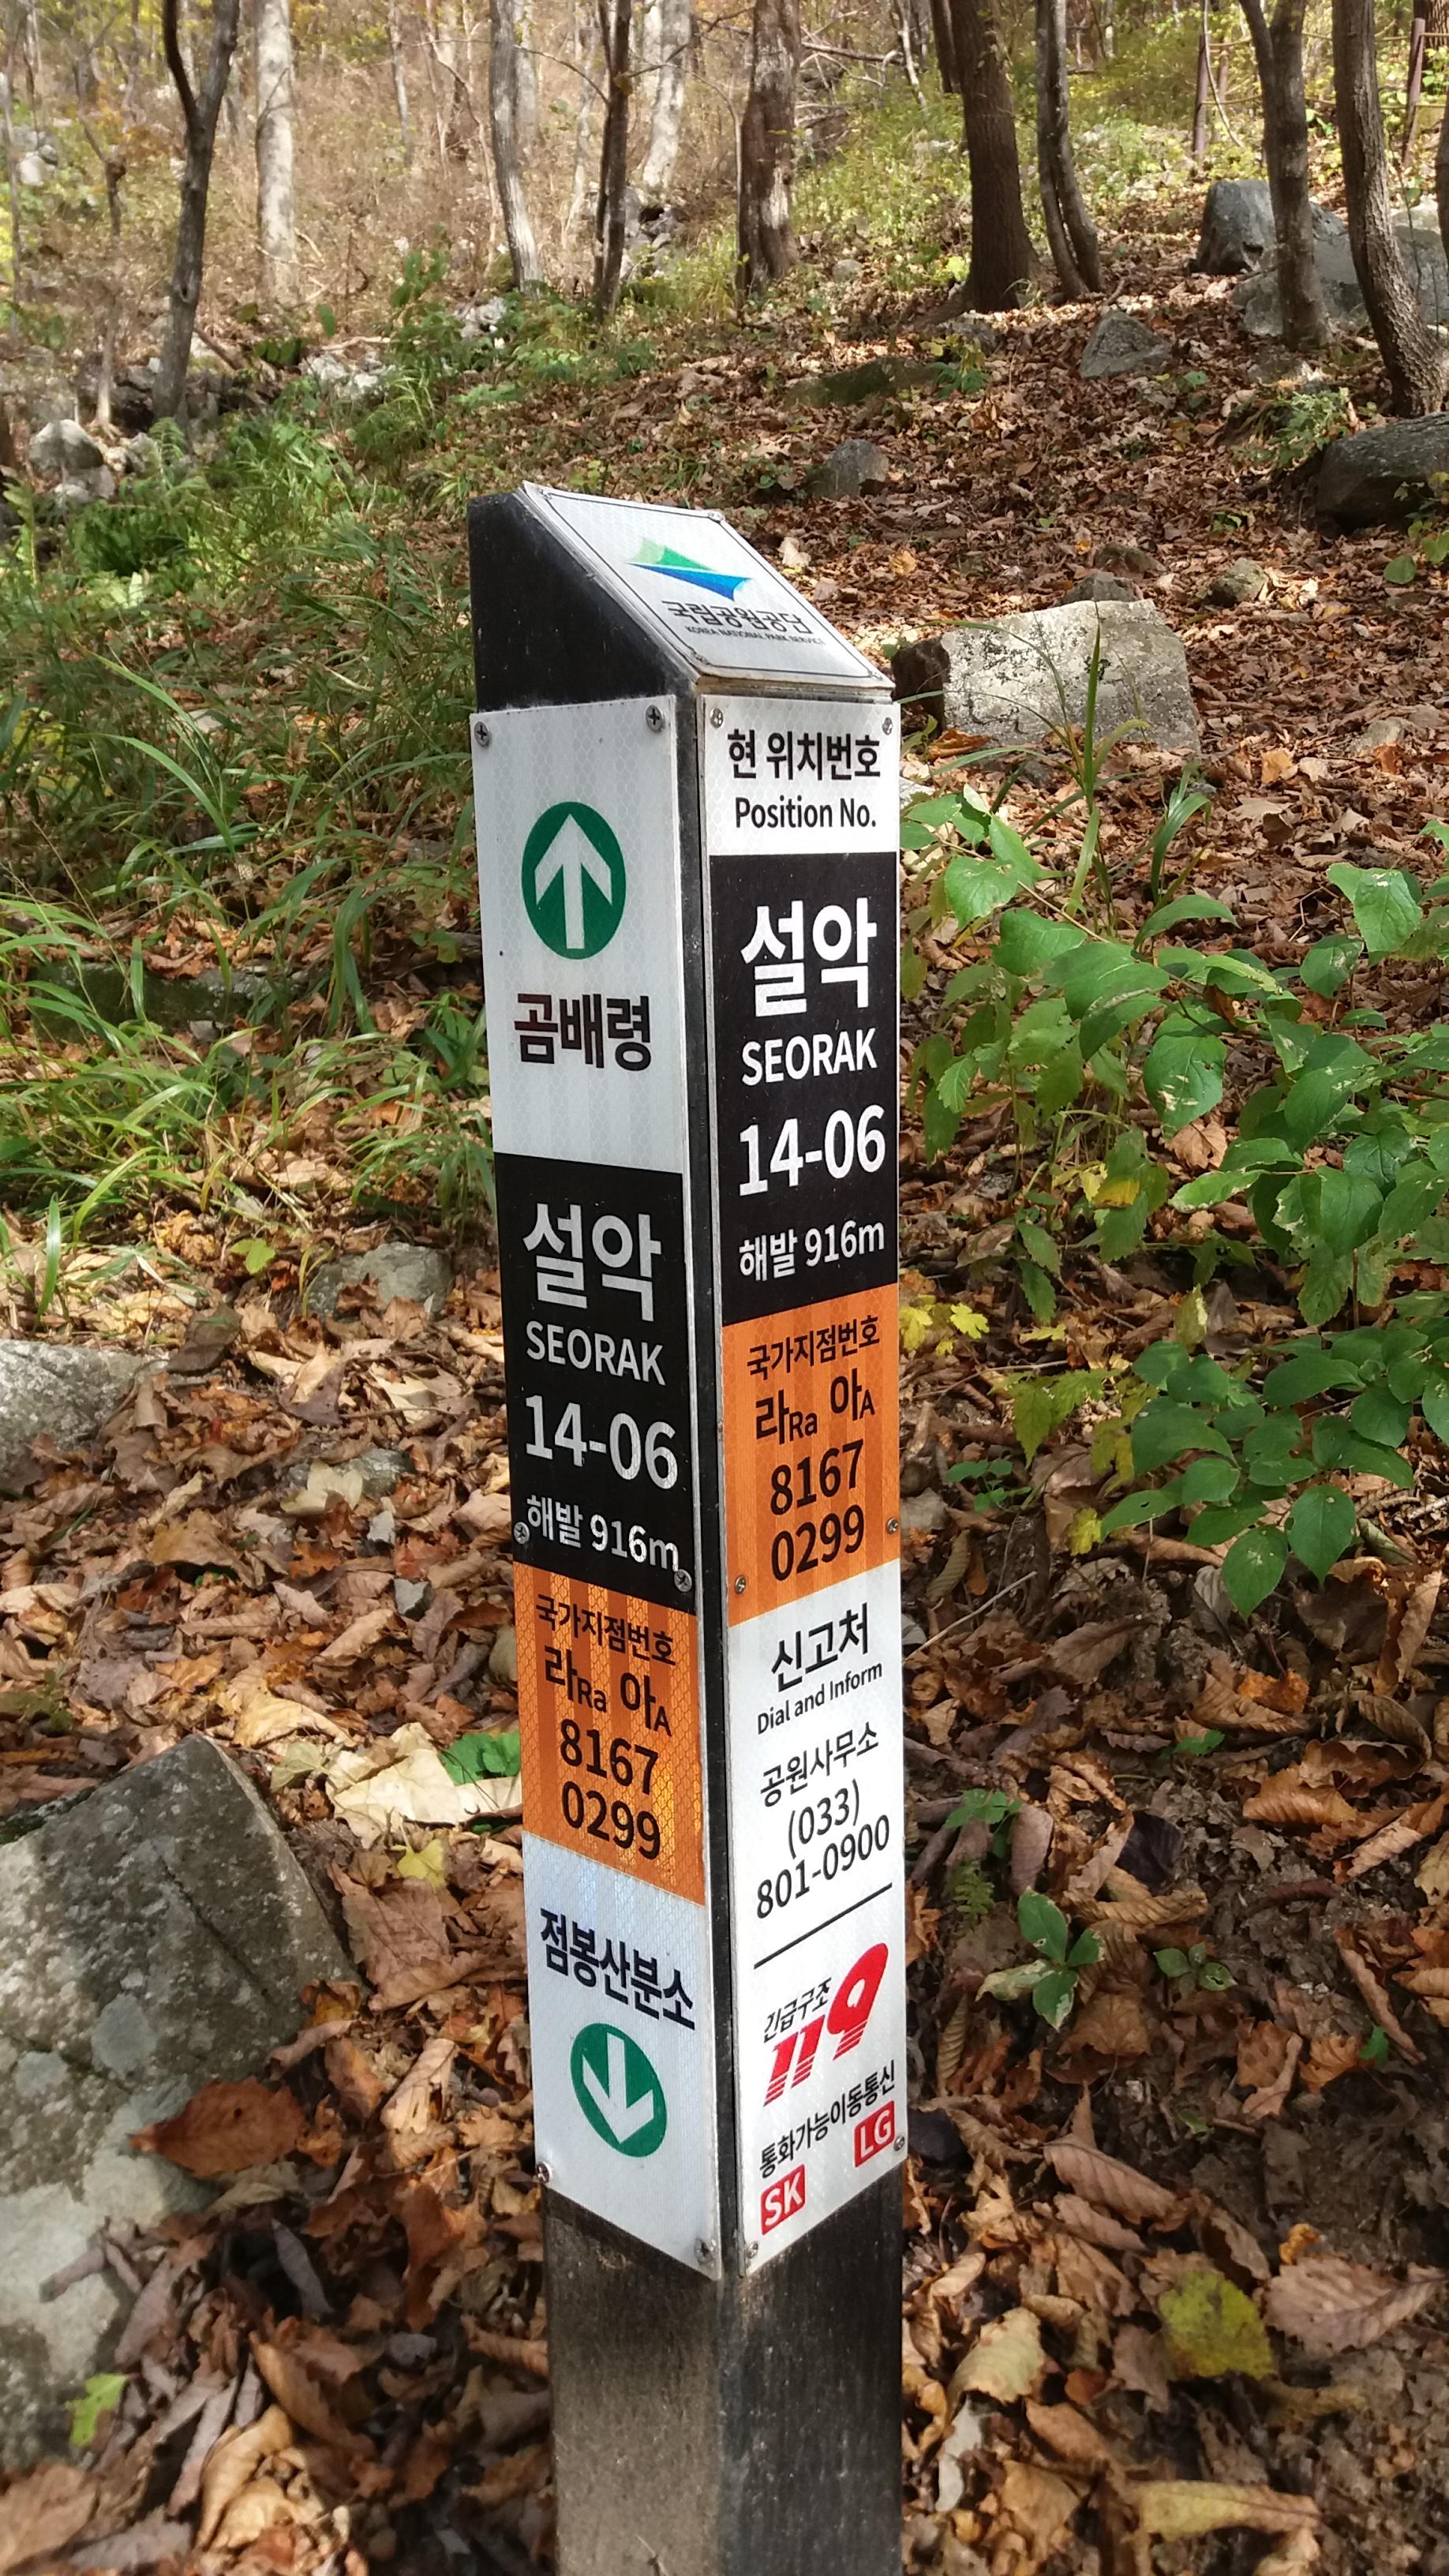 국립공원공단
KOREA NATIONAL PARK SERVICE
곰배령
설악
SEORAK
14-06
해발 916m
국가지점번호
라Ra 아A
8167
0299
점봉산분소
현 위치번호
Position No.
설악
SEORAK
14-06
해발 916m
국가지점번호
라Ra 아A
8167
0299
신고처
Dial and Inform
공원사무소
(033)
801-0900
긴급구조
119
통화가능이동통신
SK LG